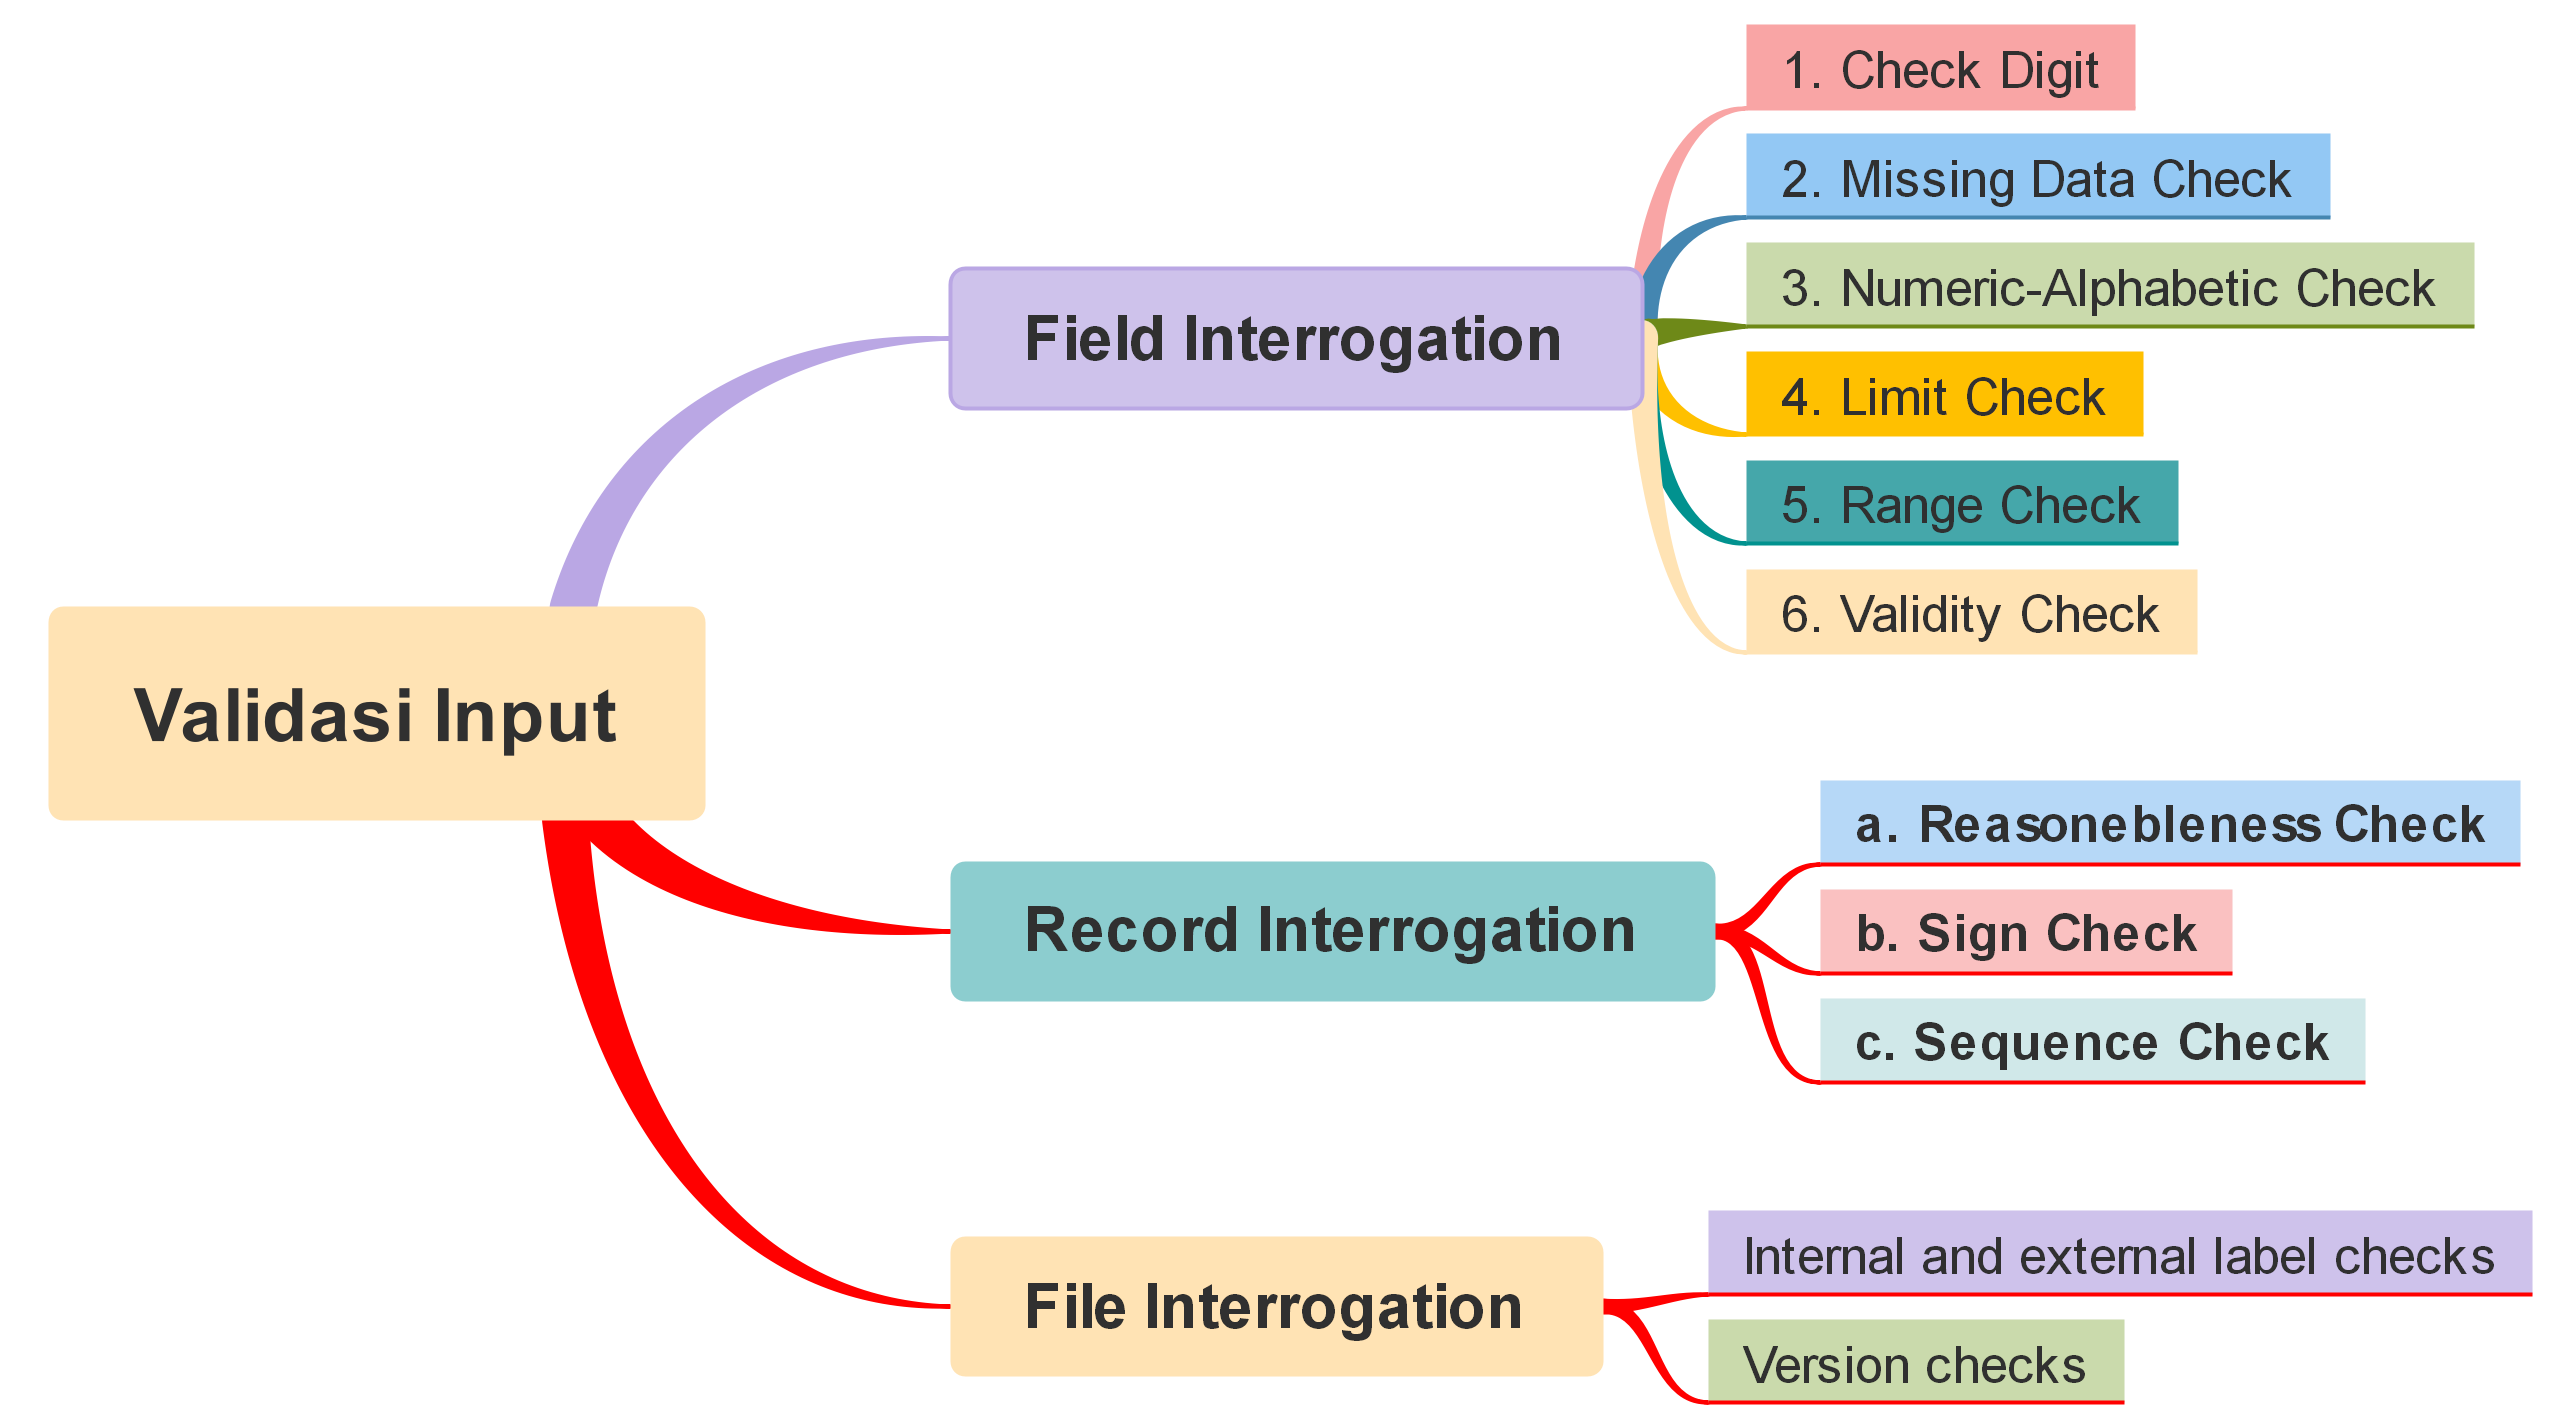 Validasi Input
Field Interrogation
1. Check Digit
2. Missing Data Check
3. Numeric-Alphabetic Check
4. Limit Check
5. Range Check
6. Validity Check
Record Interrogation
a. Reasonebleness Check
b. Sign Check
c. Sequence Check
File Interrogation
Internal and external label checks
Version checks